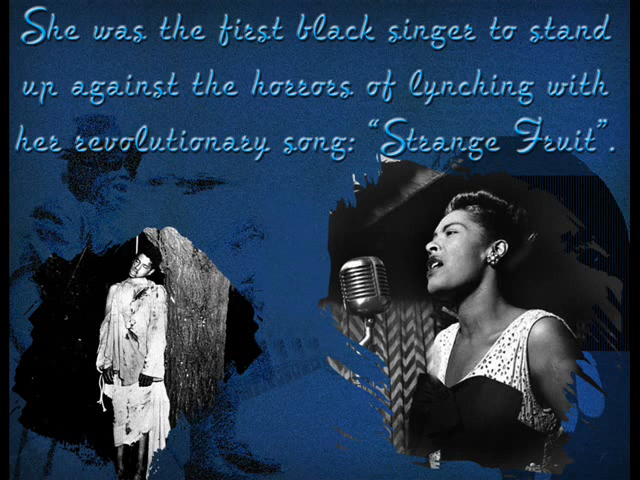 She was the first black singer to stand
up against the horrors of lynching with
her revolutionary song: “Strange Fruit”.